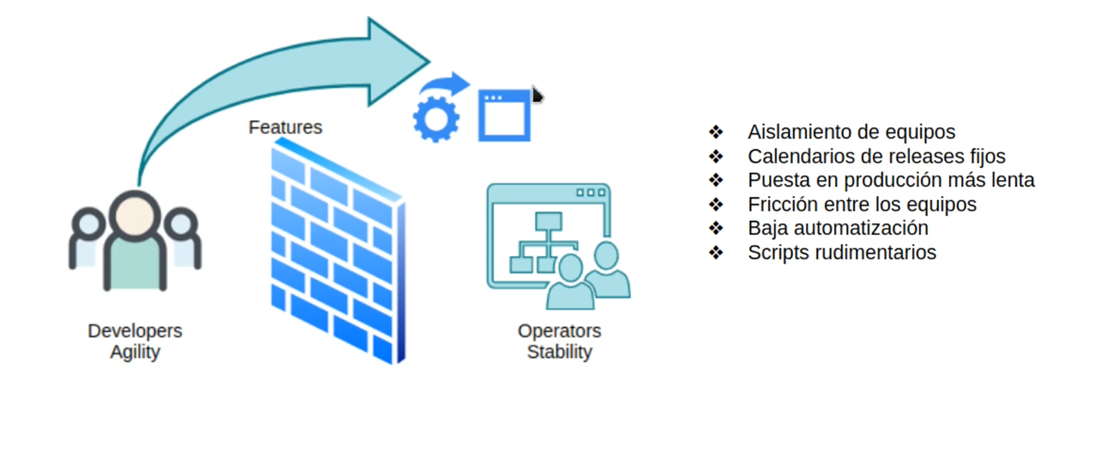 Features
Developers
Agility
Operators
Stability
❖ Aislamiento de equipos
❖ Calendarios de releases fijos
❖ Puesta en producción más lenta
❖ Fricción entre los equipos
❖ Baja automatización
❖ Scripts rudimentarios